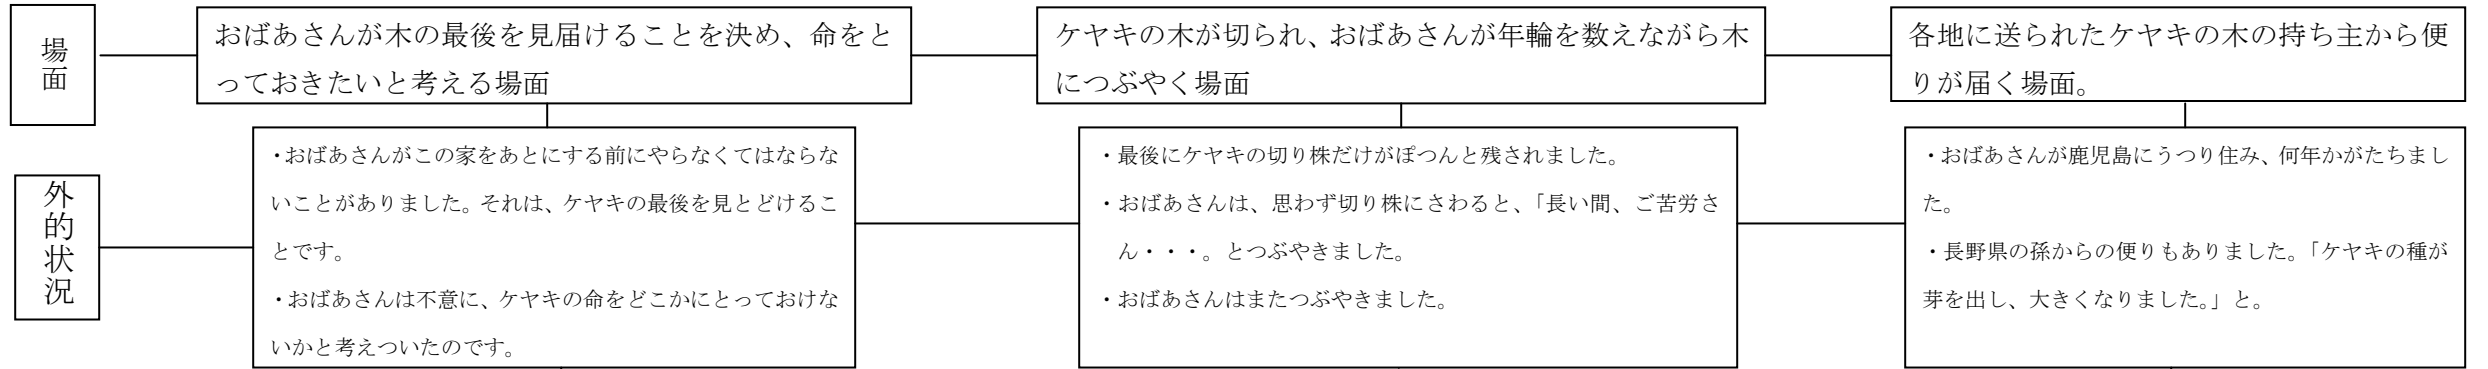 場面
おばあさんが木の最後を見届けることを決め、命をと
っておきたいと考える場面
ケヤキの木が切られ、おばあさんが年輪を数えながら木
につぶやく場面
各地に送られたケヤキの木の持ち主から便
りが届く場面。
外的状況
・おばあさんがこの家をあとにする前にやらなくてはならな
いことがありました。それは、ケヤキの最後を見とどけるこ
とです。
・おばあさんは不意に、ケヤキの命をどこかにとっておけな
いかと考えついたのです。
・最後にケヤキの切り株だけがぽつんと残されました。
・おばあさんは、思わず切り株にさわると、「長い間、ご苦労さ
ん・・・。とつぶやきました。
・おばあさんはまたつぶやきました。
・おばあさんが鹿児島にうつり住み、何年かがたちまし
た。
・長野県の孫からの便りもありました。「ケヤキの種が
芽を出し、大きくなりました。」と。